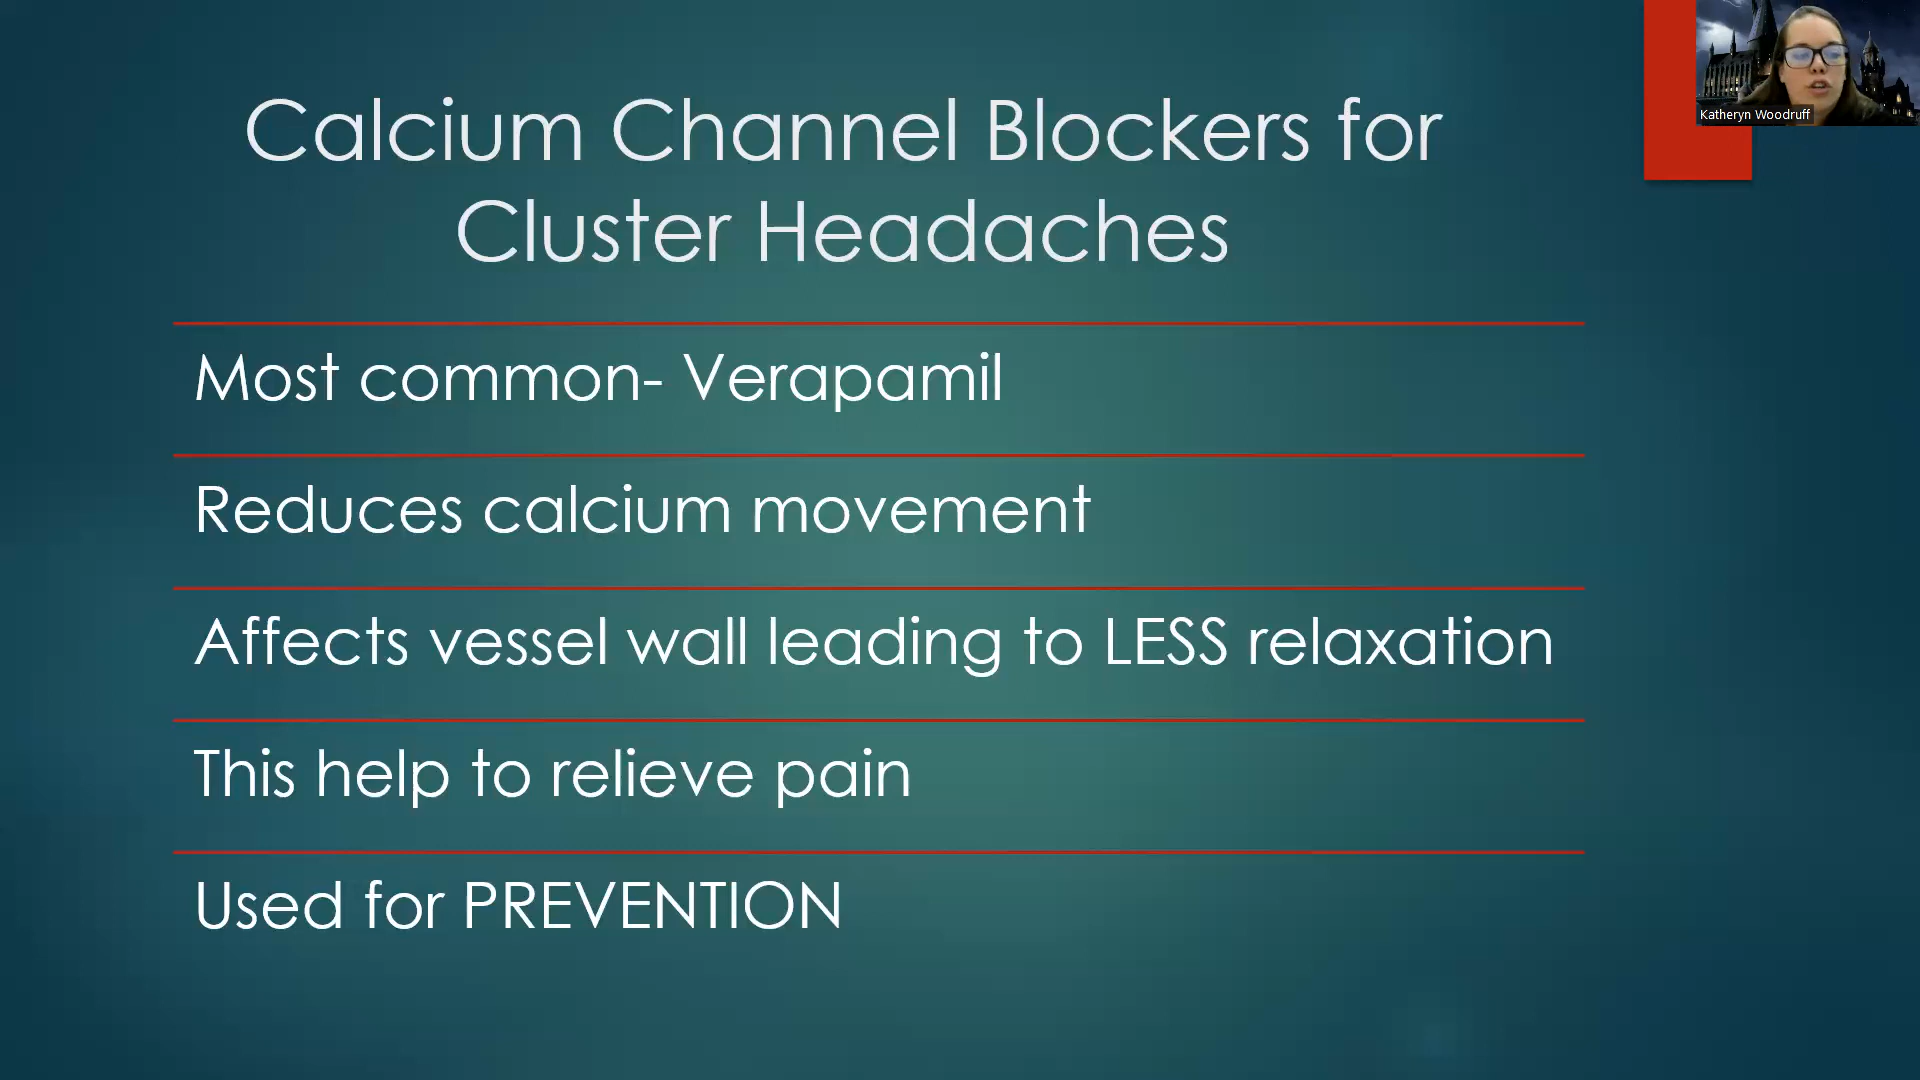 Calcium Channel Blockers for
Cluster Headaches
Most common- Verapamil
Reduces calcium movement
Affects vessel wall leading to LESS relaxation
This help to relieve pain
Used for PREVENTION
Katheryn Woodruff